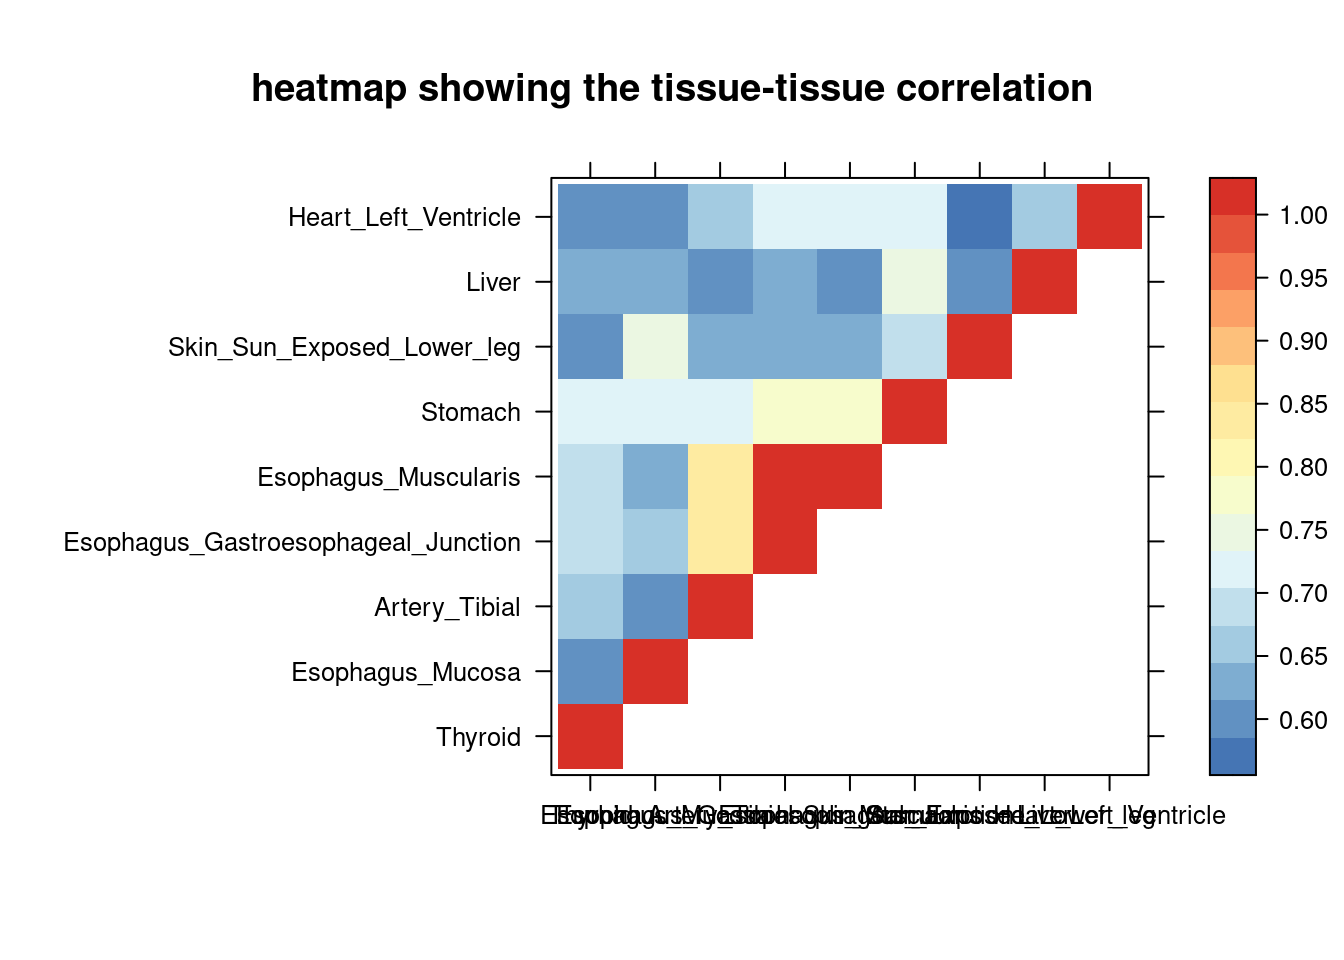 heatmap showing the tissue-tissue correlation
Heart_Left_Ventricle
Liver
Skin_Sun_Exposed_Lower_leg
Stomach
Esophagus_Muscularis
Esophagus_Gastroesophageal_Junction
Artery_Tibial
Esophagus_Mucosa
Thyroid
1.00
0.95
0.90
0.85
0.80
0.75
0.70
0.65
0.60